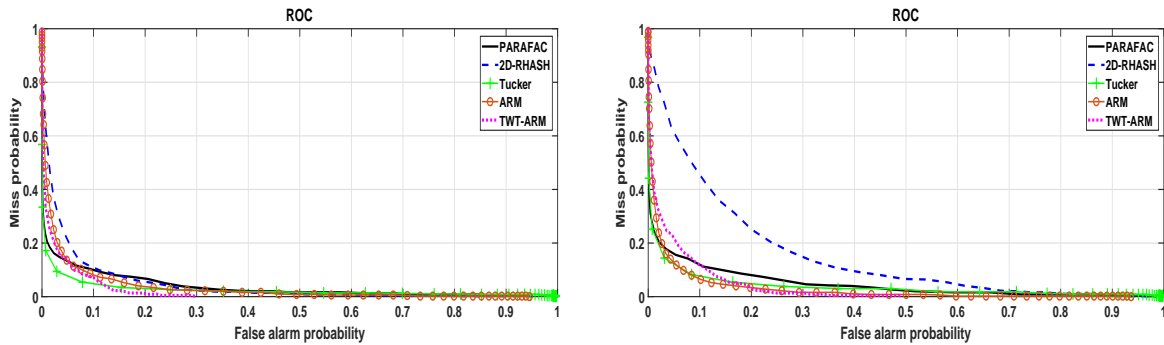 ROC
Miss probability
1
0.8
0.6
0.4
0.2
0
PARAFAC
2D-RHASH
Tucker
ARM
TWT-ARM
0 0.1 0.2 0.3 0.4 0.5 0.6 0.7 0.8 0.9 1
False alarm probability
ROC
Miss probability
1
0.8
0.6
0.4
0.2
0
PARAFAC
2D-RHASH
Tucker
ARM
TWT-ARM
0 0.1 0.2 0.3 0.4 0.5 0.6 0.7 0.8 0.9 1
False alarm probability